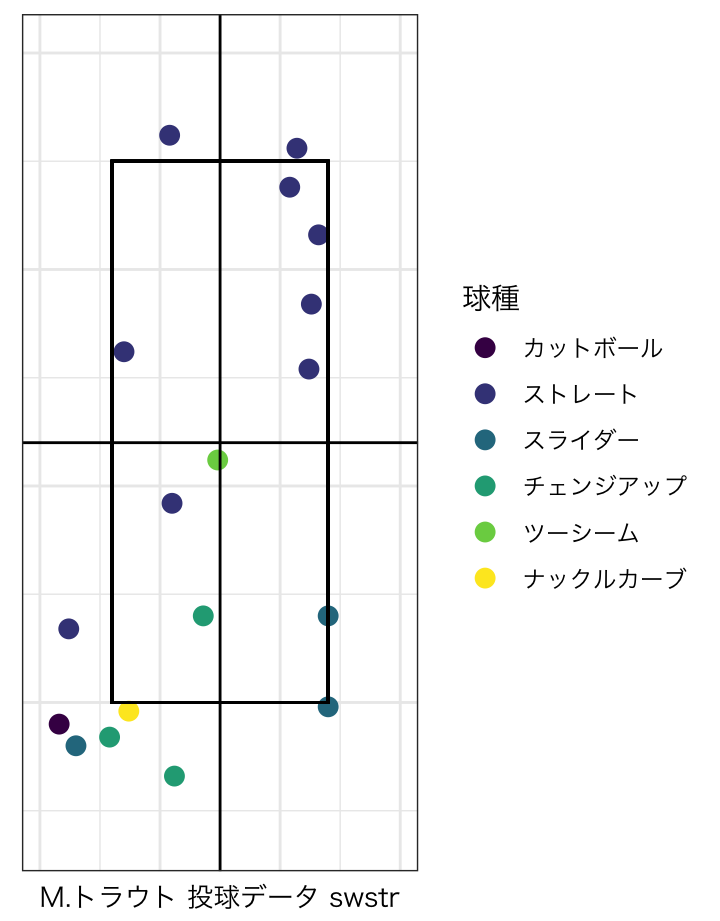 球種
カットボール
ストレート
スライダー
チェンジアップ
ツーシーム
ナックルカーブ
M.トラウト 投球データ swstr